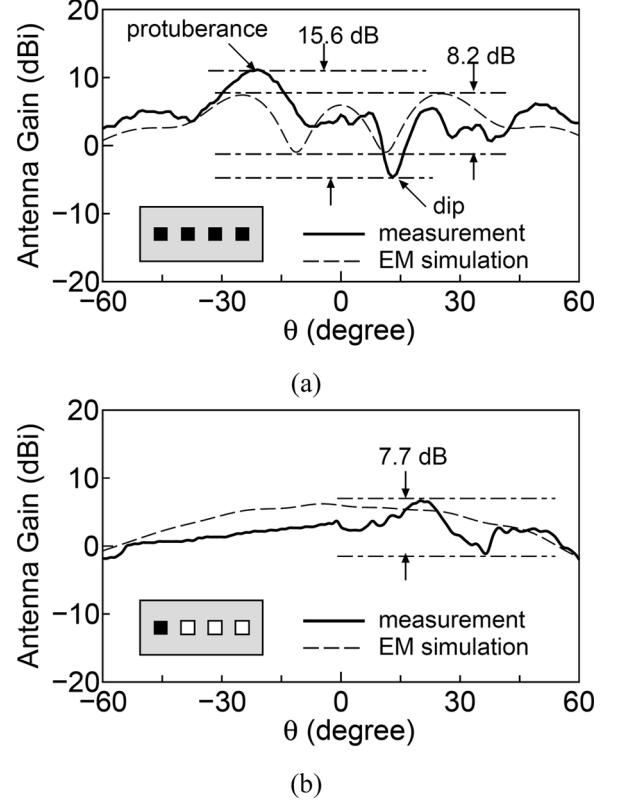 20
10
0
−10
−20
Antenna Gain (dBi)
protuberance
15.6 dB
8.2 dB
dip
measurement
EM simulation
−60
−30
0
30
60
θ (degree)
(a)
20
10
0
−10
−20
Antenna Gain (dBi)
7.7 dB
measurement
EM simulation
−60
−30
0
30
60
θ (degree)
(b)